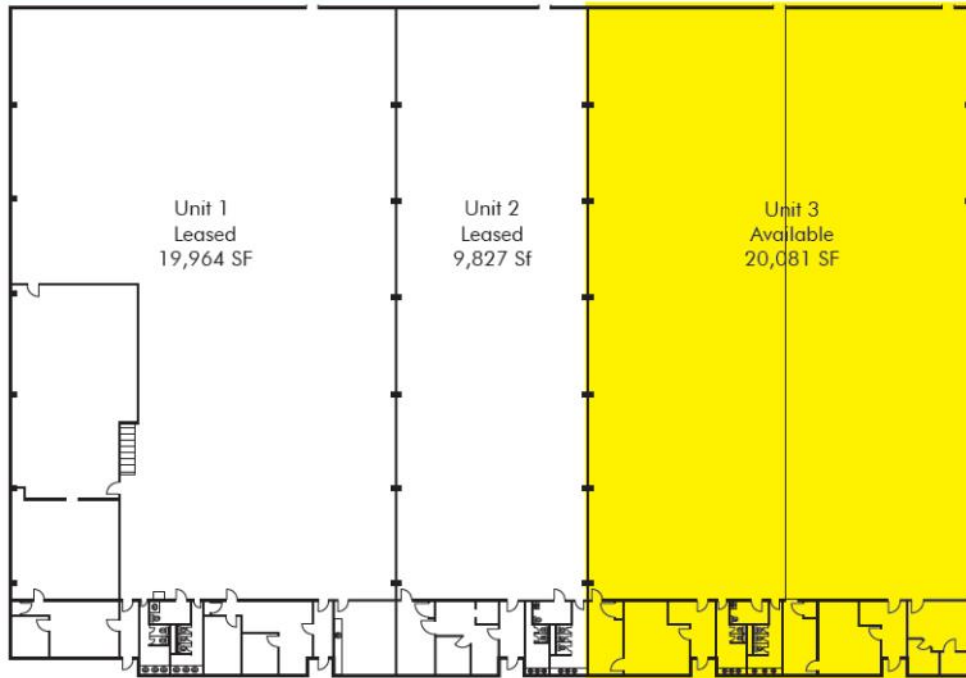 Unit 1
Leased
19,964 SF
Unit 2
Leased
9,827 Sf
Unit 3
Available
20,081 SF